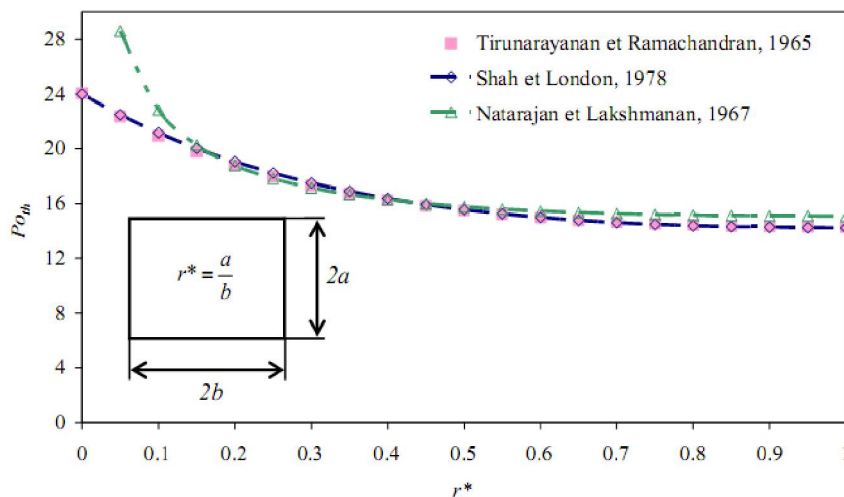 28
24
20
16
12
8
4
0
Po_th
Tirunarayanan et Ramachandran, 1965
Shah et London, 1978
Natarajan et Lakshmanan, 1967
r* = a/b
2a
2b
0 0.1 0.2 0.3 0.4 0.5 0.6 0.7 0.8 0.9 1
r*